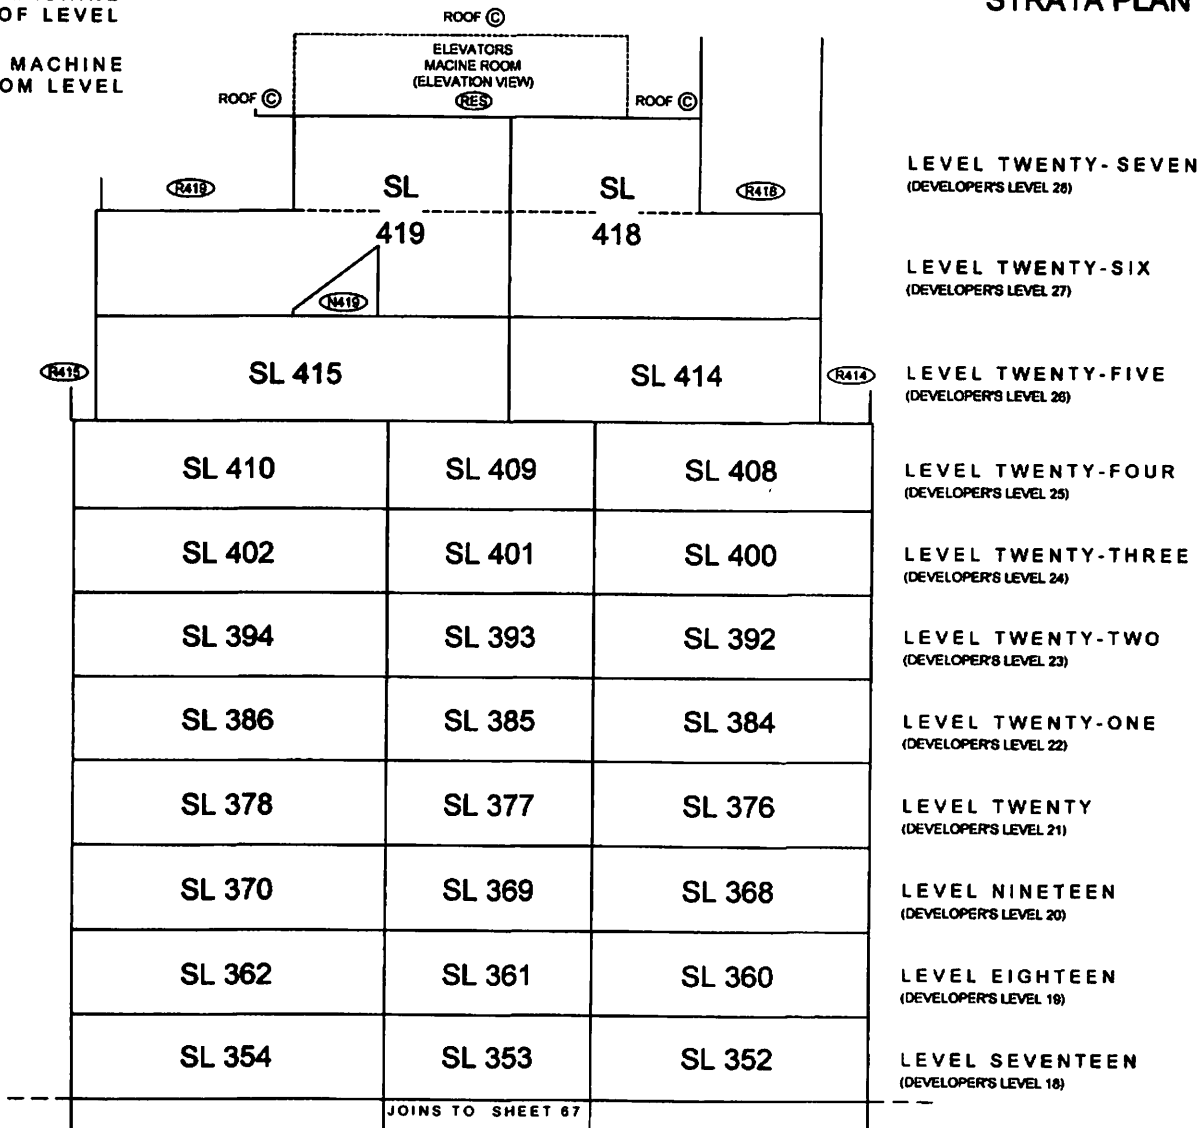 OF LEVEL
STRATA PLAN
MACHINE
OM LEVEL
ROOF Ⓒ
ELEVATORS
MACINE ROOM
(ELEVATION VIEW)
RES
ROOF Ⓒ
ROOF Ⓒ
LEVEL TWENTY-SEVEN
(DEVELOPER'S LEVEL 28)
R419
SL
SL
R418
419
418
LEVEL TWENTY-SIX
(DEVELOPER'S LEVEL 27)
N419
R415
SL 415
SL 414
R414
LEVEL TWENTY-FIVE
(DEVELOPER'S LEVEL 26)
SL 410
SL 409
SL 408
LEVEL TWENTY-FOUR
(DEVELOPER'S LEVEL 25)
SL 402
SL 401
SL 400
LEVEL TWENTY-THREE
(DEVELOPER'S LEVEL 24)
SL 394
SL 393
SL 392
LEVEL TWENTY-TWO
(DEVELOPER'S LEVEL 23)
SL 386
SL 385
SL 384
LEVEL TWENTY-ONE
(DEVELOPER'S LEVEL 22)
SL 378
SL 377
SL 376
LEVEL TWENTY
(DEVELOPER'S LEVEL 21)
SL 370
SL 369
SL 368
LEVEL NINETEEN
(DEVELOPER'S LEVEL 20)
SL 362
SL 361
SL 360
LEVEL EIGHTEEN
(DEVELOPER'S LEVEL 19)
SL 354
SL 353
SL 352
LEVEL SEVENTEEN
(DEVELOPER'S LEVEL 18)
JOINS TO SHEET 67